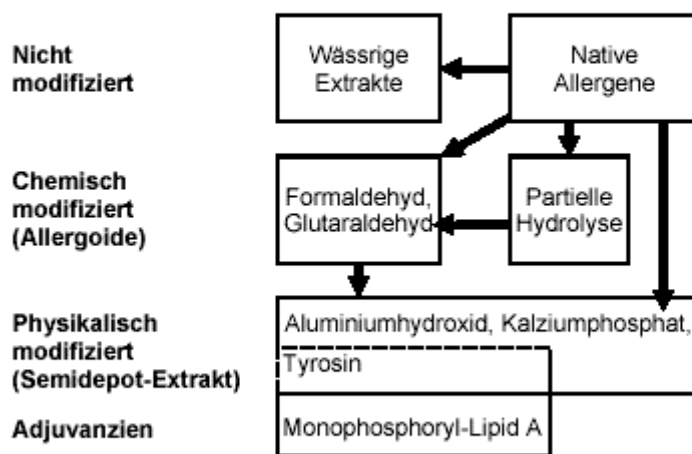 Nicht
modifiziert
Wässrige
Extrakte
Native
Allergene
Chemisch
modifiziert
(Allergoide)
Formaldehyd,
Glutaraldehyd
Partielle
Hydrolyse
Physikalisch
modifiziert
(Semidepot-Extrakt)
Aluminiumhydroxid, Kalziumphosphat,
Tyrosin
Adjuvanzien
Monophosphoryl-Lipid A